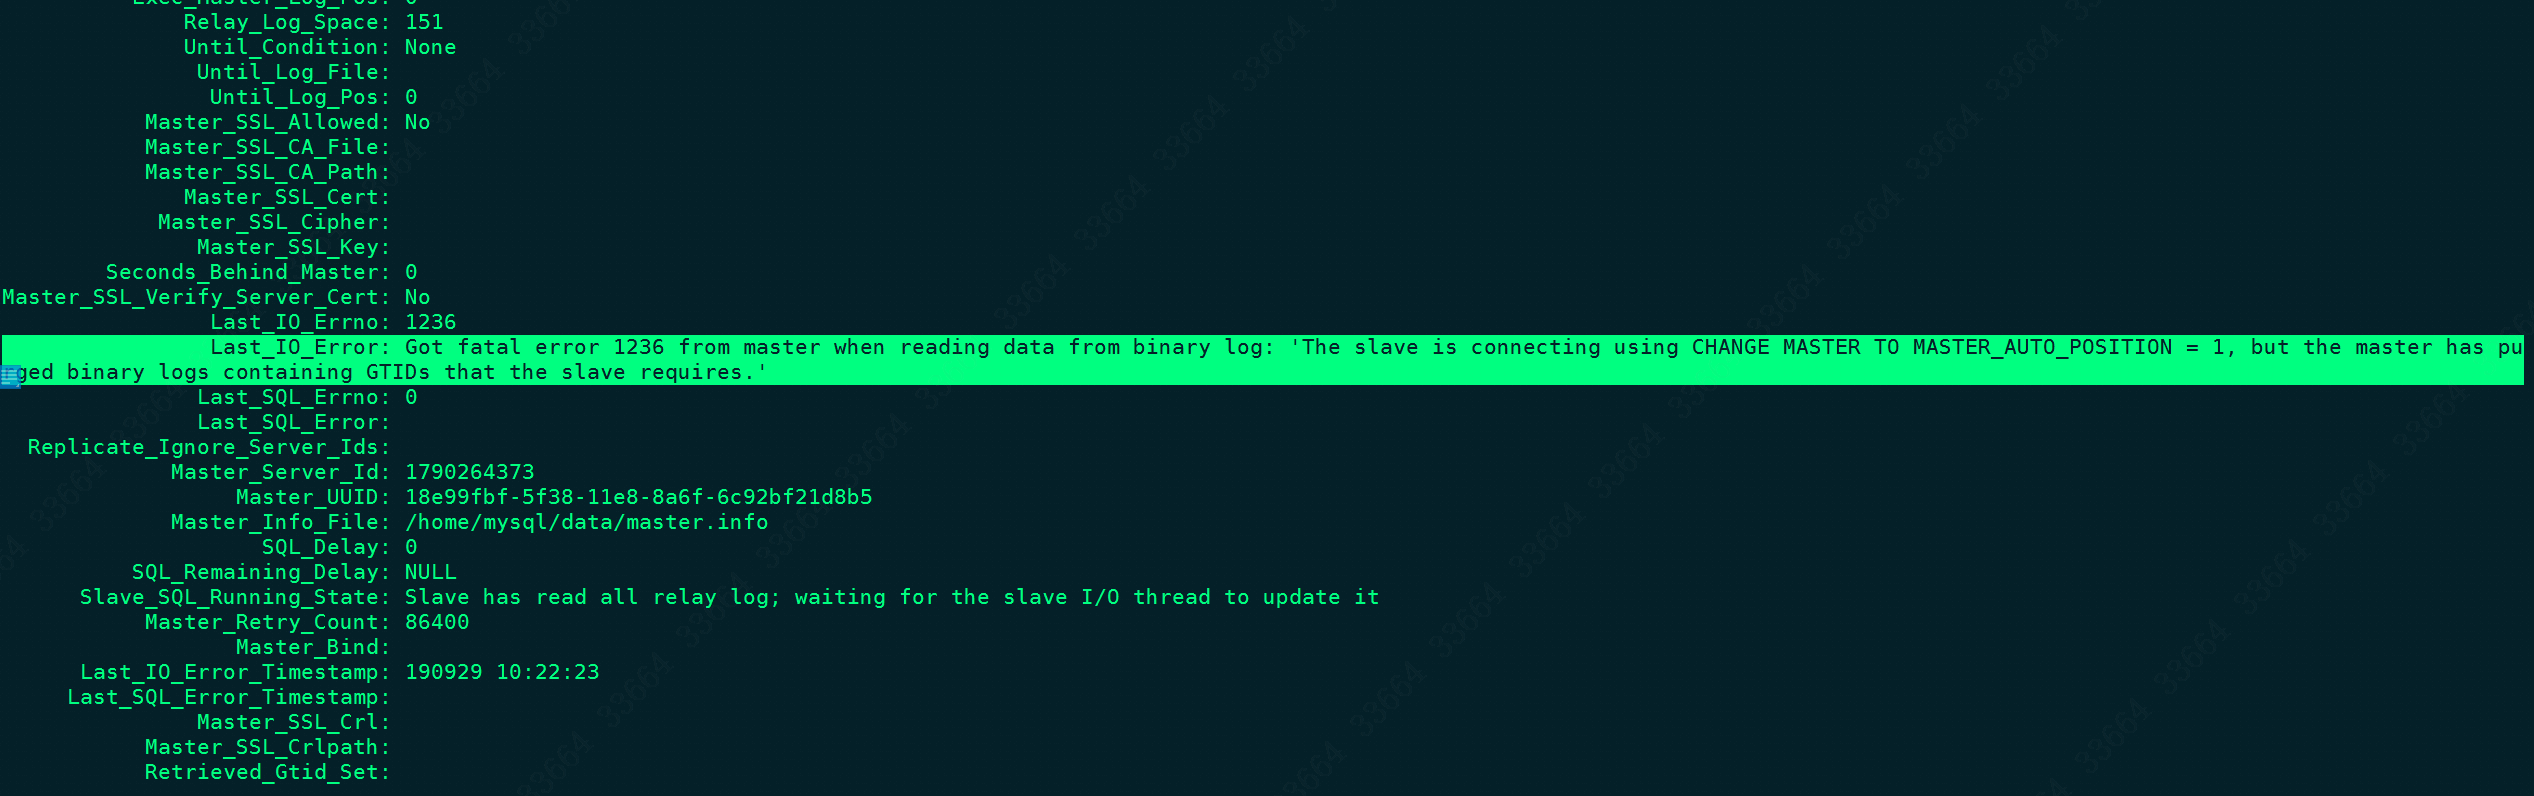 Exec_Master_Log_Pos: 0
Relay_Log_Space: 151
Until_Condition: None
Until_Log_File:
Until_Log_Pos: 0
Master_SSL_Allowed: No
Master_SSL_CA_File:
Master_SSL_CA_Path:
Master_SSL_Cert:
Master_SSL_Cipher:
Master_SSL_Key:
Seconds_Behind_Master: 0
Master_SSL_Verify_Server_Cert: No
Last_IO_Errno: 1236
Last_IO_Error: Got fatal error 1236 from master when reading data from binary log: 'The slave is connecting using CHANGE MASTER TO MASTER_AUTO_POSITION = 1, but the master has pu
rged binary logs containing GTIDs that the slave requires.'
Last_SQL_Errno: 0
Last_SQL_Error:
Replicate_Ignore_Server_Ids:
Master_Server_Id: 1790264373
Master_UUID: 18e99fbf-5f38-11e8-8a6f-6c92bf21d8b5
Master_Info_File: /home/mysql/data/master.info
SQL_Delay: 0
SQL_Remaining_Delay: NULL
Slave_SQL_Running_State: Slave has read all relay log; waiting for the slave I/O thread to update it
Master_Retry_Count: 86400
Master_Bind:
Last_IO_Error_Timestamp: 190929 10:22:23
Last_SQL_Error_Timestamp:
Master_SSL_Crl:
Master_SSL_Crlpath:
Retrieved_Gtid_Set:
33664